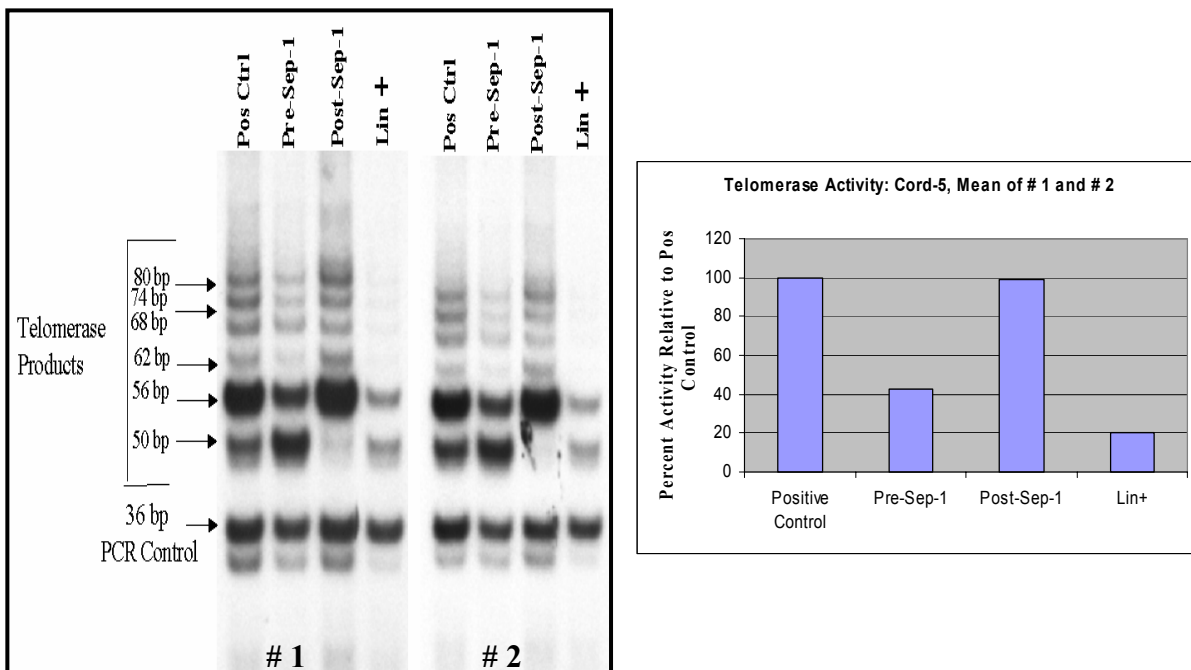 Pos Ctrl
Pre-Sep-1
Post-Sep-1
Lin +
Pos Ctrl
Pre-Sep-1
Post-Sep-1
Lin +
Telomerase
Products
80 bp
74 bp
68 bp
62 bp
56 bp
50 bp
36 bp
PCR Control
# 1
# 2
Telomerase Activity: Cord-5, Mean of # 1 and # 2
Percent Activity Relative to Pos
Control
120
100
80
60
40
20
0
Positive
Control
Pre-Sep-1
Post-Sep-1
Lin+